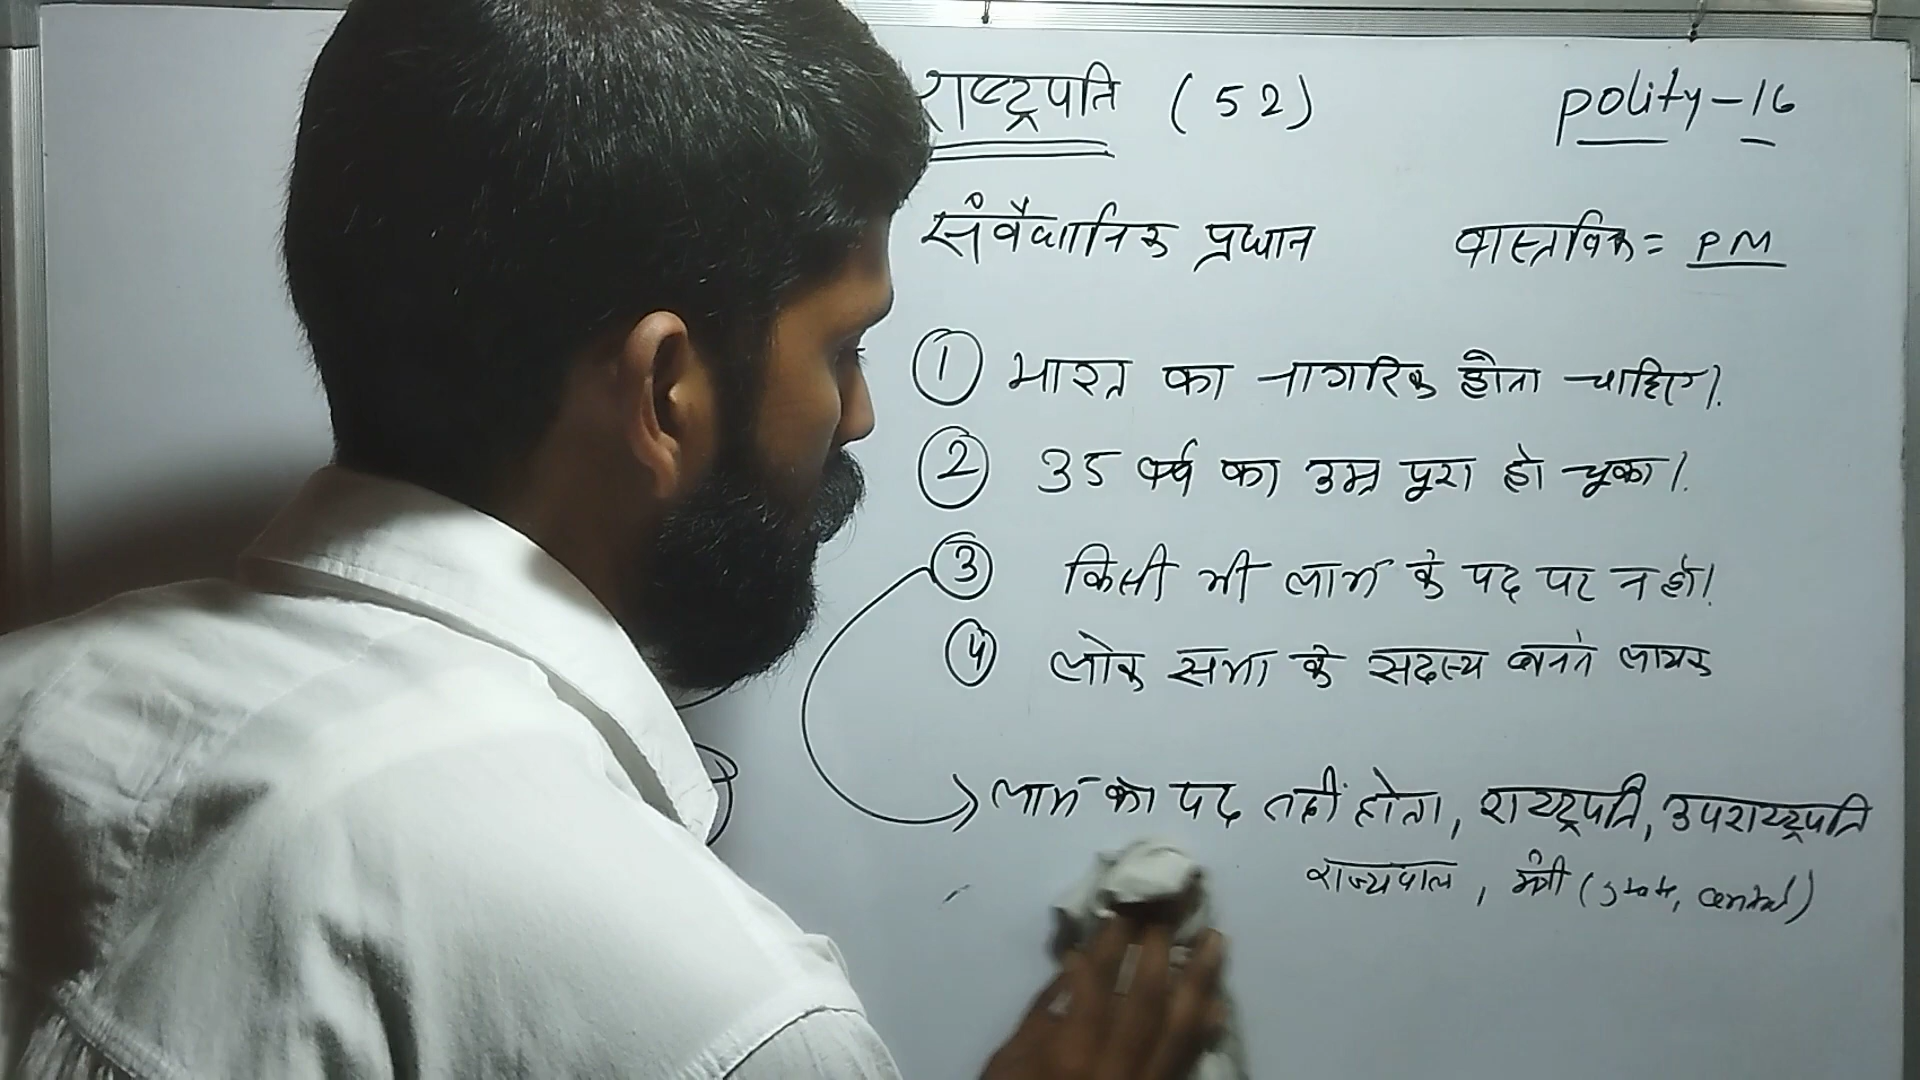 राष्ट्रपति (52) polity-16
संवैधानिक प्रधान वास्तविक = PM
① भारत का नागरिक होना चाहिए।
② 35 वर्ष का उम्र पूरा हो चूका।
③ किसी भी लाभ के पद पर न हो।
④ लोक सभा के सदस्य बनने लायक
लाभ का पद नहीं होता, राष्ट्रपति, उपराष्ट्रपति
राज्यपाल, मंत्री (state, central)